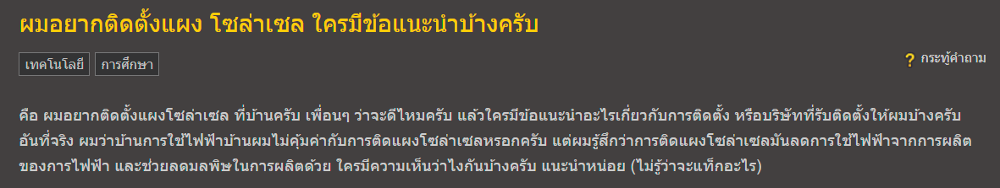 ผมอยากติดตั้งแผง โซล่าเซล ใครมีข้อแนะนำบ้างครับ
เทคโนโลยี การศึกษา
? กระทู้คำถาม
คือ ผมอยากติดตั้งแผงโซล่าเซล ที่บ้านครับ เพื่อนๆ ว่าจะดีไหมครับ แล้วใครมีข้อแนะนำอะไรเกี่ยวกับการติดตั้ง หรือบริษัทที่รับติดตั้งให้ผมบ้างครับ
อันที่จริง ผมว่าบ้านการใช้ไฟฟ้าบ้านผมไม่คุ้มค่ากับการติดแผงโซล่าเซลหรอกครับ แต่ผมรู้สึกว่าการติดแผงโซล่าเซลมันลดการใช้ไฟฟ้าจากการผลิต
ของการไฟฟ้า และช่วยลดมลพิษในการผลิตด้วย ใครมีความเห็นว่าไงกันบ้างครับ แนะนำหน่อย (ไม่รู้ว่าจะแท็กอะไร)